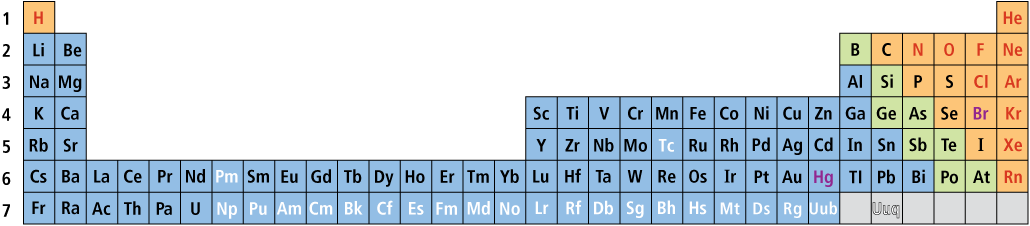 1 H He
2 Li Be B C N O F Ne
3 Na Mg Al Si P S Cl Ar
4 K Ca Sc Ti V Cr Mn Fe Co Ni Cu Zn Ga Ge As Se Br Kr
5 Rb Sr Y Zr Nb Mo Tc Ru Rh Pd Ag Cd In Sn Sb Te I Xe
6 Cs Ba La Ce Pr Nd Pm Sm Eu Gd Tb Dy Ho Er Tm Yb Lu Hf Ta W Re Os Ir Pt Au Hg Tl Pb Bi Po At Rn
7 Fr Ra Ac Th Pa U Np Pu Am Cm Bk Cf Es Fm Md No Lr Rf Db Sg Bh Hs Mt Ds Rg Uub Uuq